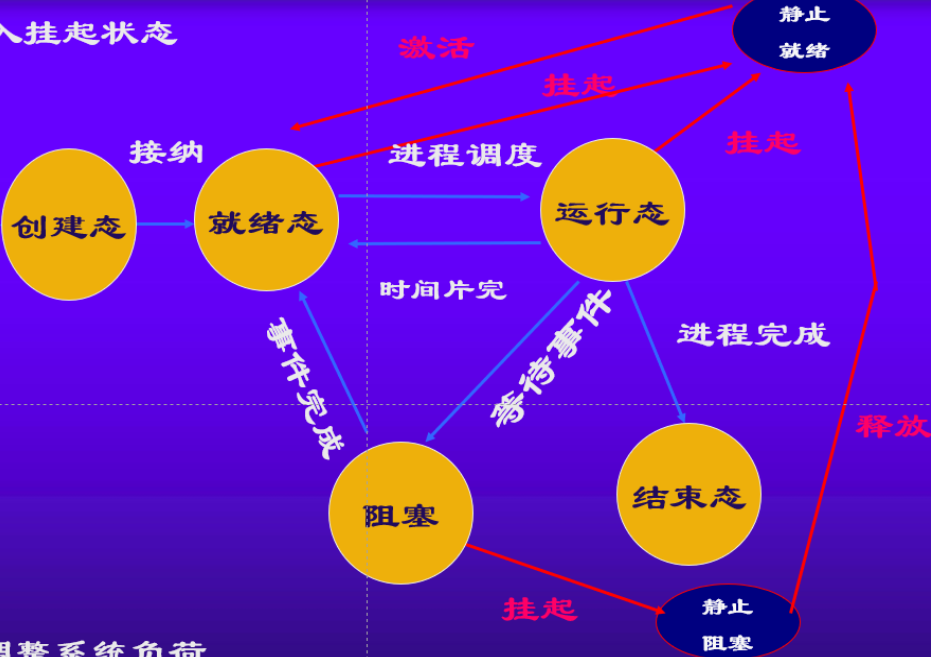 入挂起状态
静止
就绪
激活
挂起
挂起
接纳
进程调度
创建态
就绪态
运行态
时间片完
事件完成
等待事件
进程完成
释放
阻塞
结束态
挂起
静止
阻塞
调整系统负荷